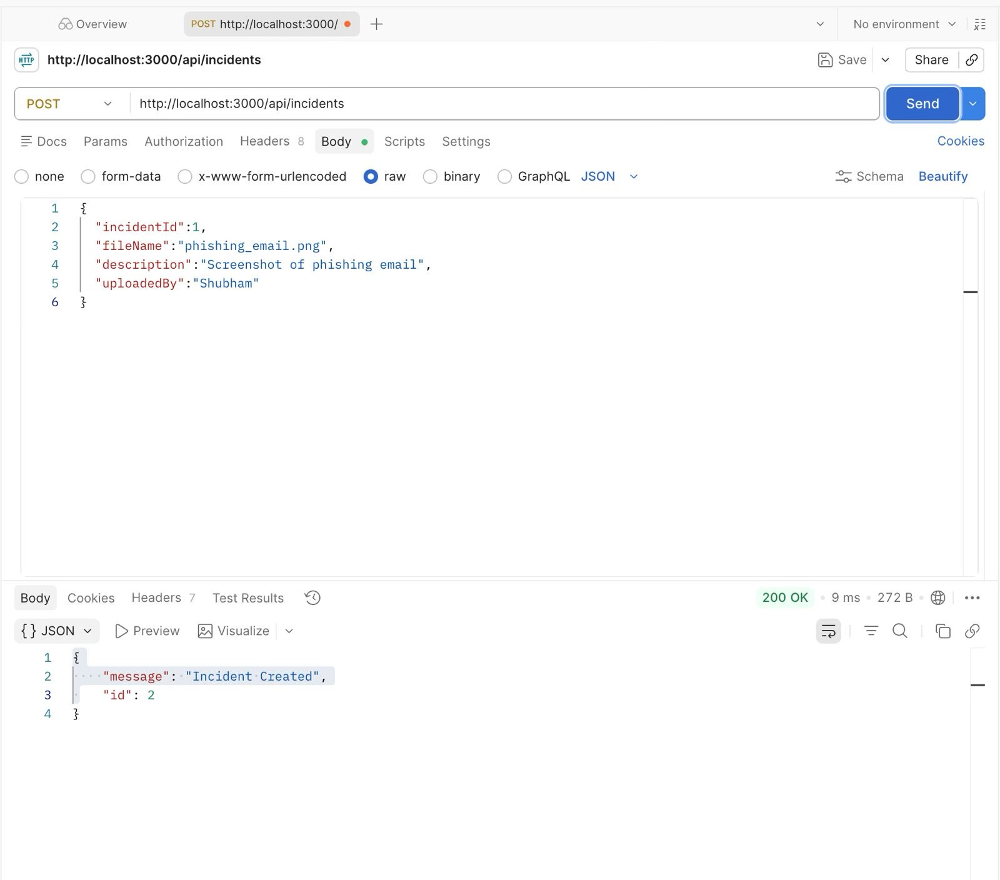 Overview
POST http://localhost:3000/
No environment
HTTP http://localhost:3000/api/incidents
Save
Share
POST http://localhost:3000/api/incidents
Send
Docs Params Authorization Headers 8 Body Scripts Settings
Cookies
none form-data x-www-form-urlencoded raw binary GraphQL JSON
Schema Beautify
1 {
2 "incidentId":1,
3 "fileName":"phishing_email.png",
4 "description":"Screenshot of phishing email",
5 "uploadedBy":"Shubham"
6 }
Body Cookies Headers 7 Test Results
200 OK • 9 ms • 272 B
{} JSON Preview Visualize
1 {
2 ····"message":·"Incident·Created",
3 · "id": 2
4 }